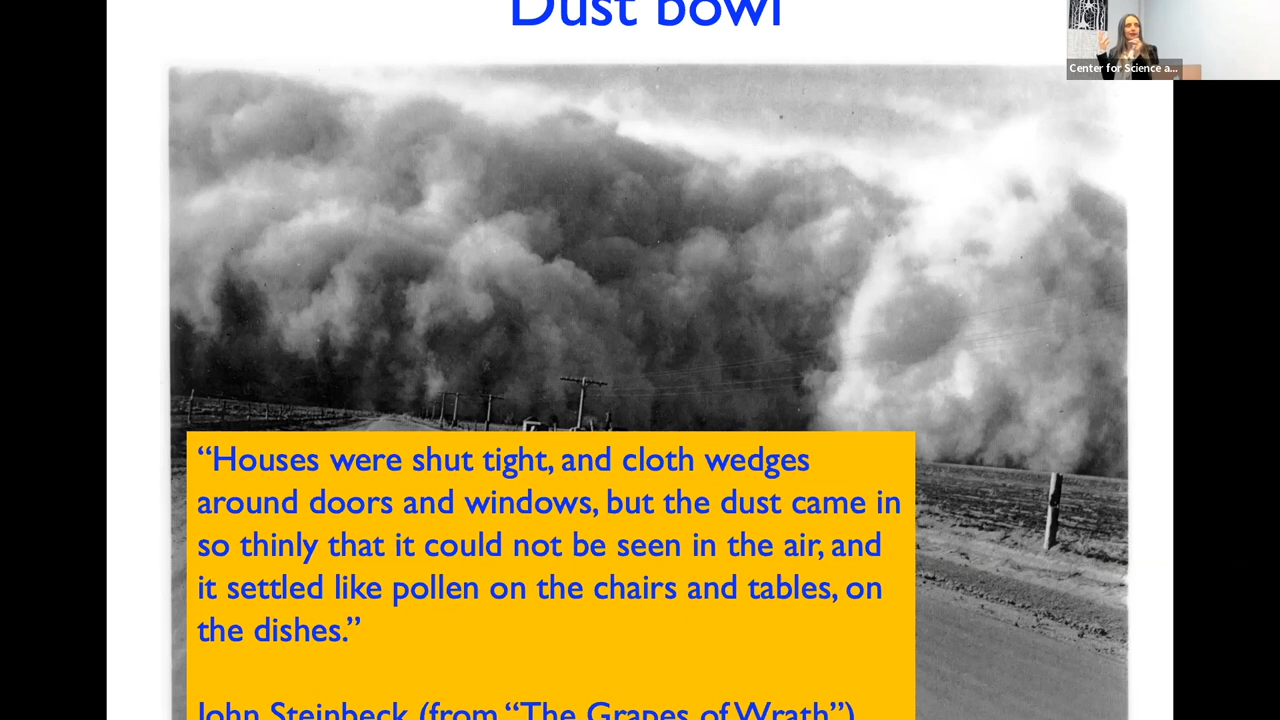 Dust bowl
Center for Science a...
“Houses were shut tight, and cloth wedges
around doors and windows, but the dust came in
so thinly that it could not be seen in the air, and
it settled like pollen on the chairs and tables, on
the dishes.”
John Steinbeck (from “The Grapes of Wrath”)